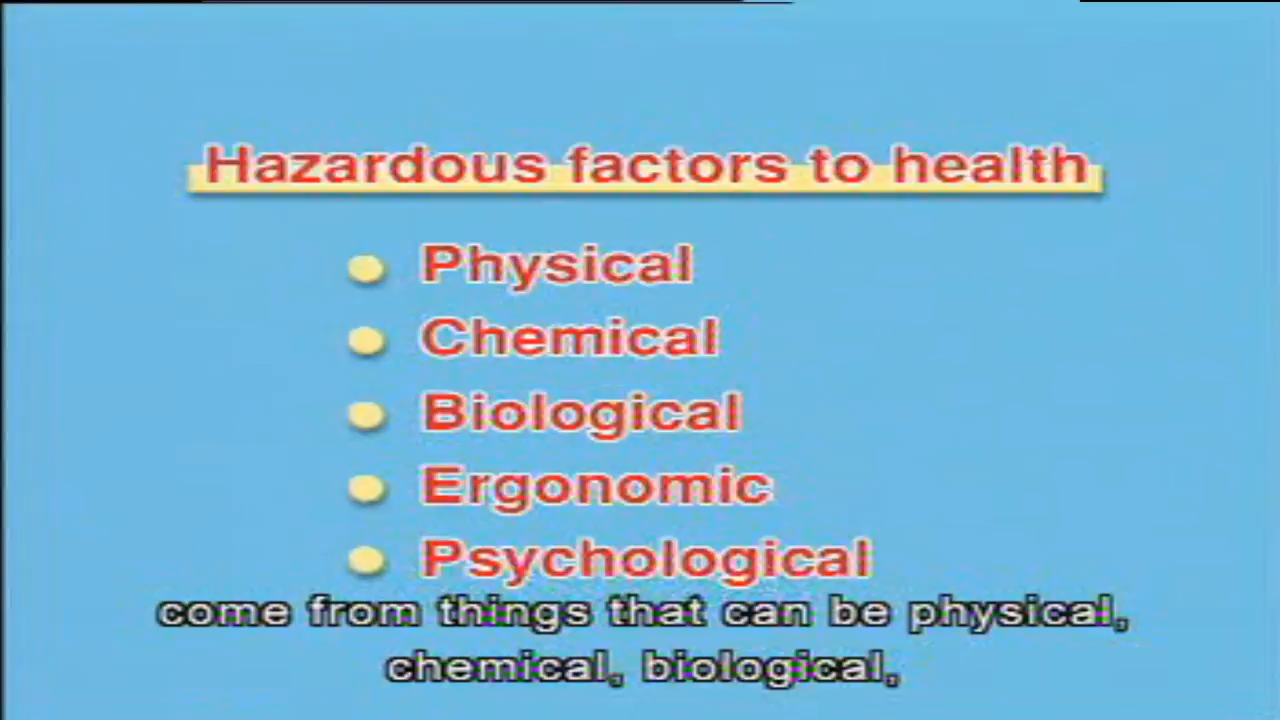 Hazardous factors to health
Physical
Chemical
Biological
Ergonomic
Psychological
come from things that can be physical,
chemical, biological,